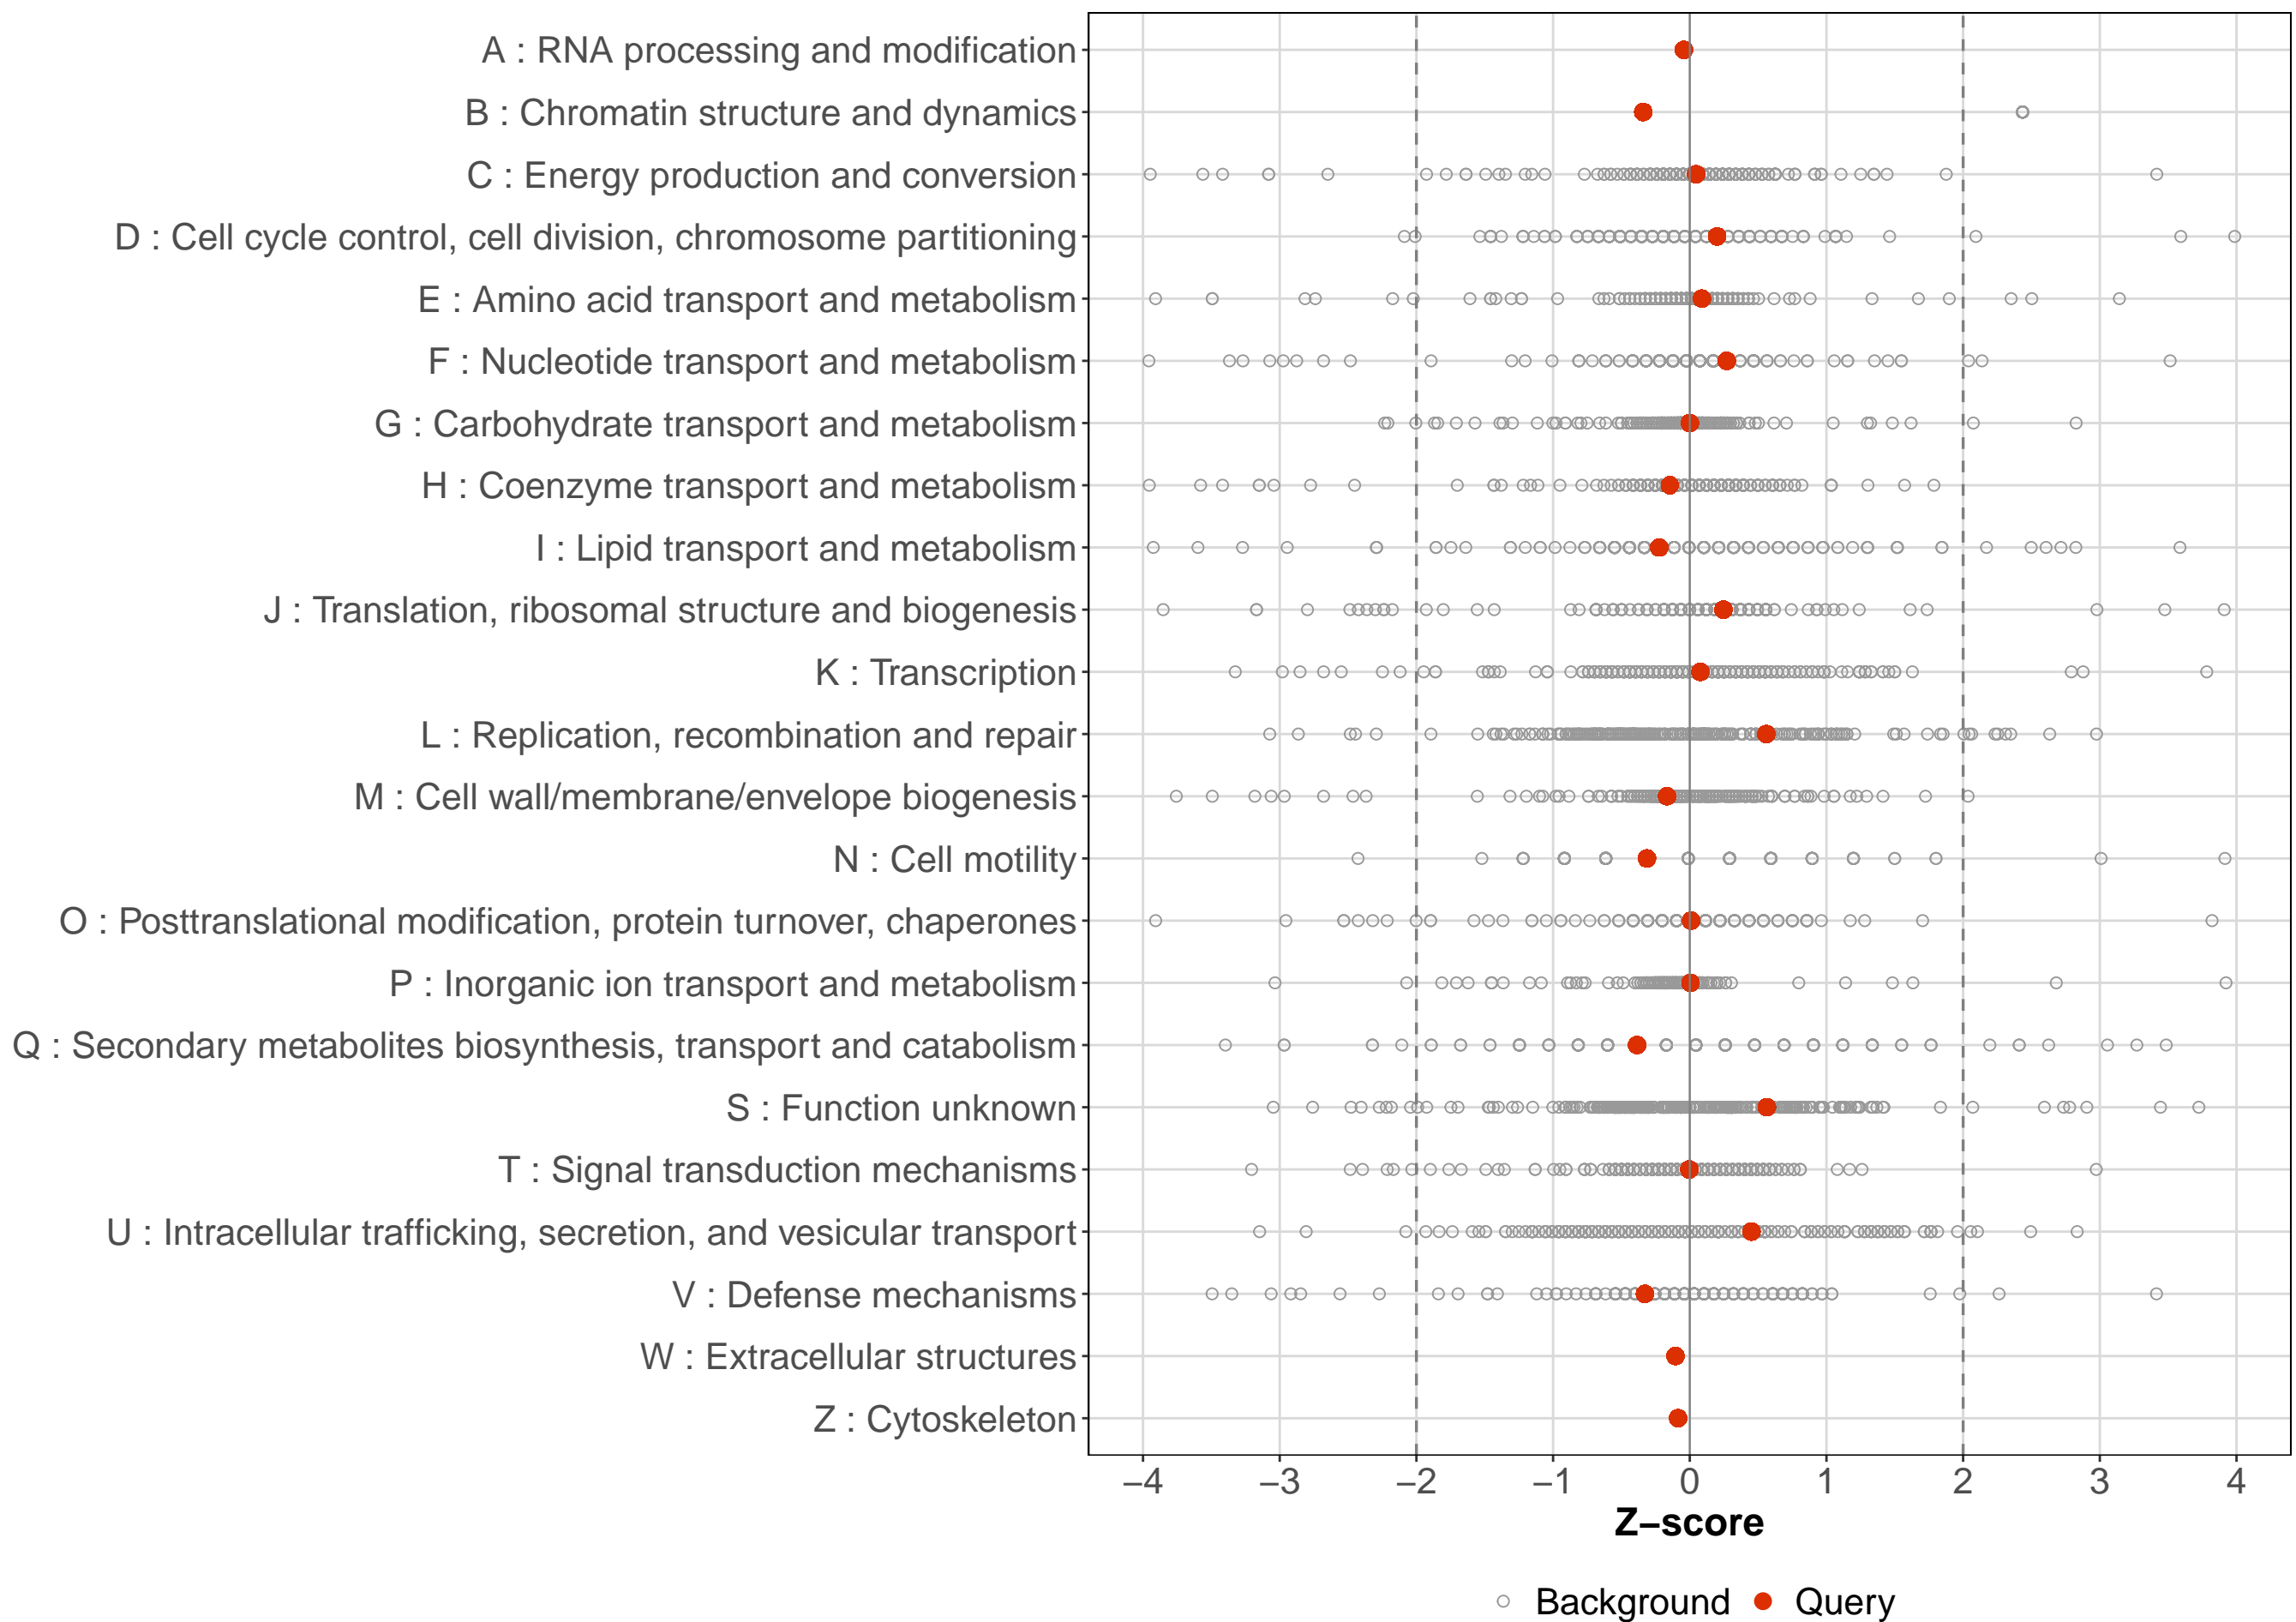 A : RNA processing and modification
B : Chromatin structure and dynamics
C : Energy production and conversion
D : Cell cycle control, cell division, chromosome partitioning
E : Amino acid transport and metabolism
F : Nucleotide transport and metabolism
G : Carbohydrate transport and metabolism
H : Coenzyme transport and metabolism
I : Lipid transport and metabolism
J : Translation, ribosomal structure and biogenesis
K : Transcription
L : Replication, recombination and repair
M : Cell wall/membrane/envelope biogenesis
N : Cell motility
O : Posttranslational modification, protein turnover, chaperones
P : Inorganic ion transport and metabolism
Q : Secondary metabolites biosynthesis, transport and catabolism
S : Function unknown
T : Signal transduction mechanisms
U : Intracellular trafficking, secretion, and vesicular transport
V : Defense mechanisms
W : Extracellular structures
Z : Cytoskeleton
−4 −3 −2 −1 0 1 2 3 4
Z−score
Background Query